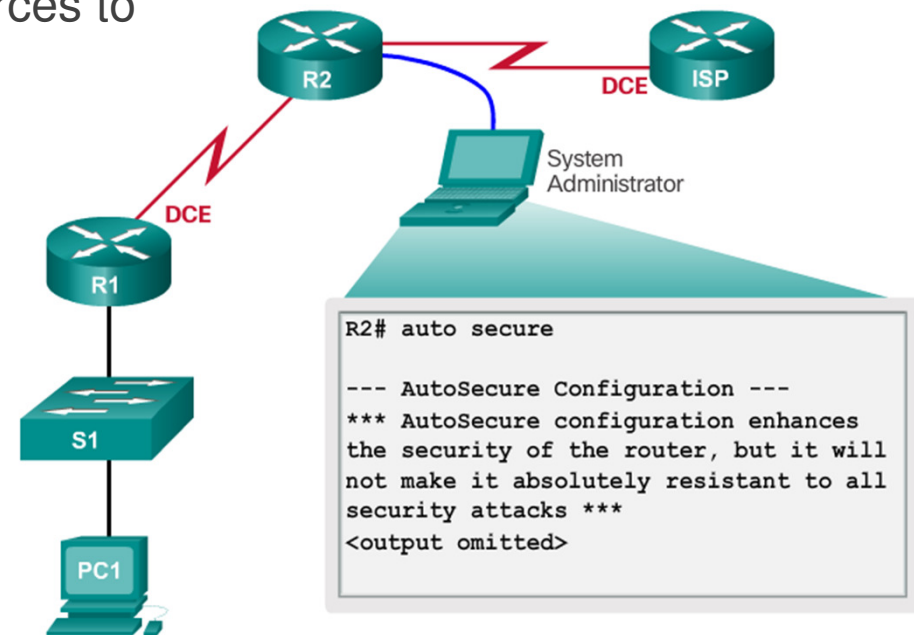 rces to
R2
DCE
ISP
System
Administrator
DCE
R1
R2# auto secure
--- AutoSecure Configuration ---
*** AutoSecure configuration enhances
the security of the router, but it will
not make it absolutely resistant to all
security attacks ***
<output omitted>
S1
PC1